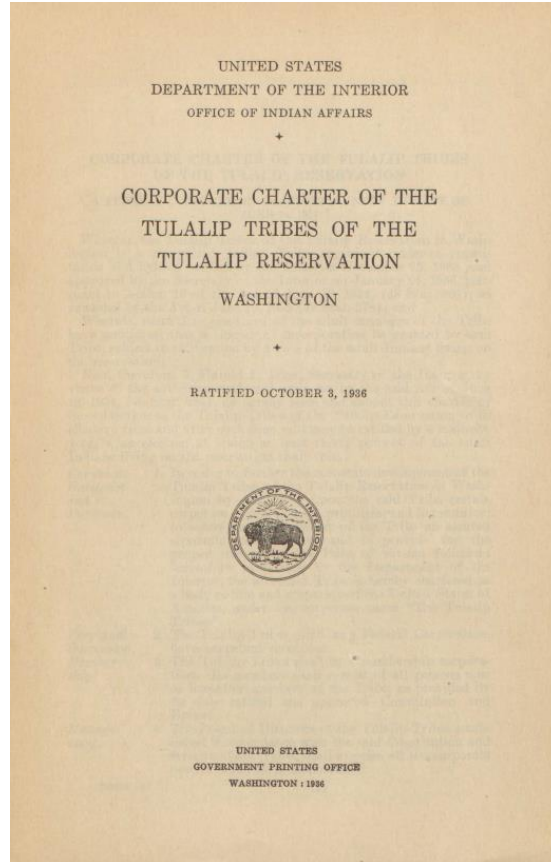 UNITED STATES
DEPARTMENT OF THE INTERIOR
OFFICE OF INDIAN AFFAIRS
CORPORATE CHARTER OF THE
TULALIP TRIBES OF THE
TULALIP RESERVATION
WASHINGTON
RATIFIED OCTOBER 3, 1936
DEPARTMENT OF THE INTERIOR
UNITED STATES
GOVERNMENT PRINTING OFFICE
WASHINGTON : 1936